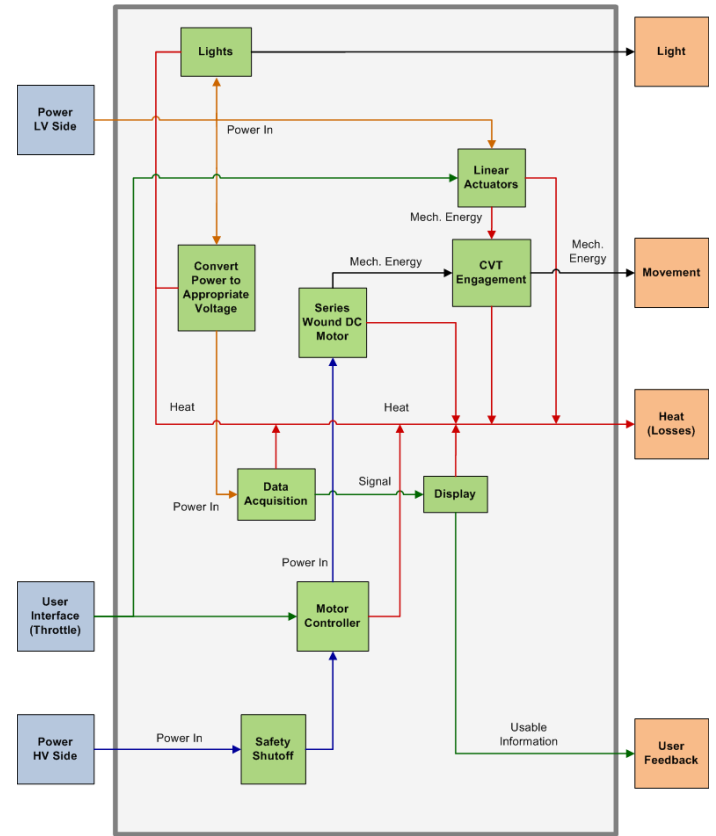 Lights
Light
Power
LV Side
Power In
Linear
Actuators
Mech. Energy
Convert
Power to
Appropriate
Voltage
Mech. Energy
CVT
Engagement
Mech.
Energy
Movement
Series
Wound DC
Motor
Heat
Heat
Heat
(Losses)
Data
Acquisition
Signal
Display
Power In
Power In
User
Interface
(Throttle)
Motor
Controller
Power
HV Side
Power In
Safety
Shutoff
Usable
Information
User
Feedback